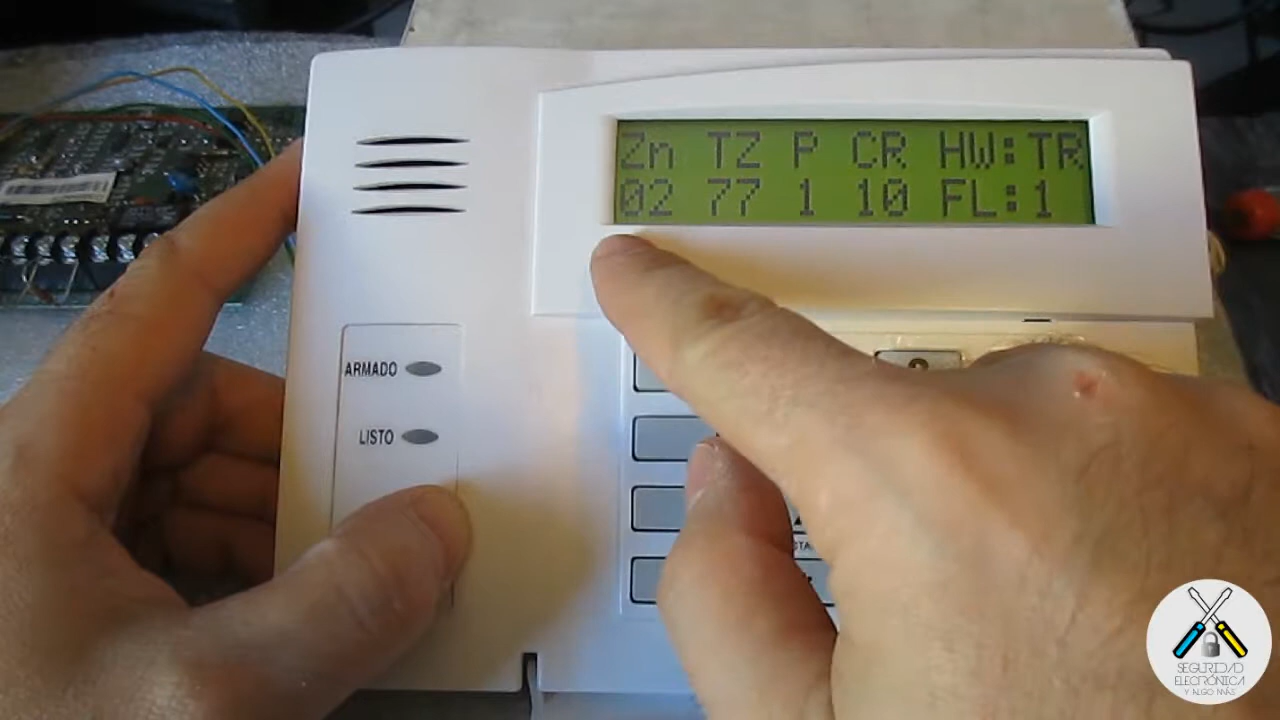 Zn TZ P CR HW:TR
02 77 1 10 FL:1
ARMADO
LISTO
SEGURIDAD
ELECTRÓNICA
Y ALGO MÁS